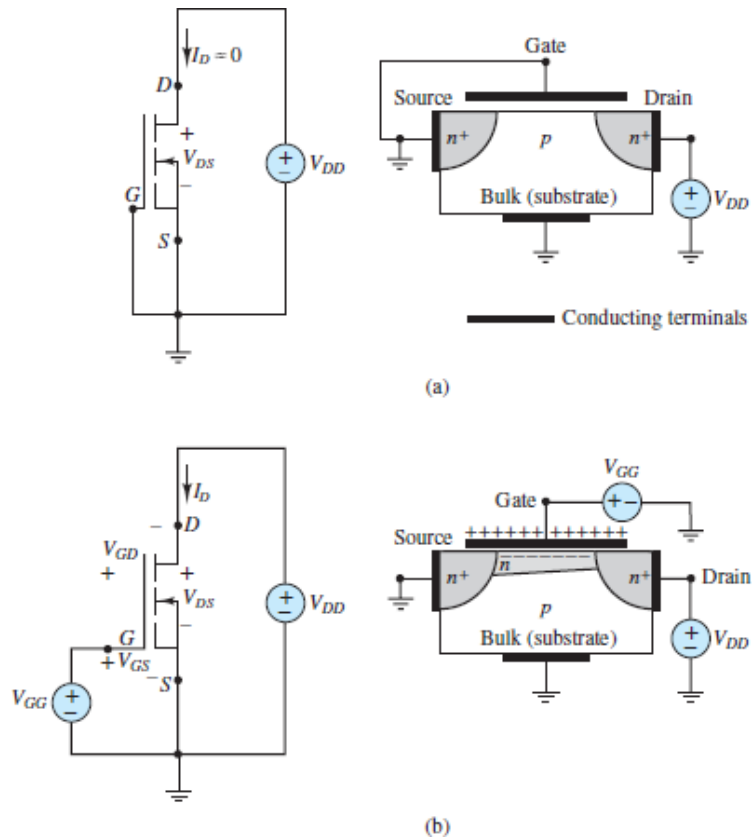 I_D = 0
D
+
V_DS
−
G
S
+
−
V_DD
Gate
Source
Drain
n+
p
n+
Bulk (substrate)
+
−
V_DD
Conducting terminals
(a)
I_D
− D
V_GD
+
+
V_DS
−
G
+ V_GS
− S
V_GG
+
−
+
−
V_DD
V_GG
Gate
+ −
Source
++++++ ++++++
n
n+
n+
Drain
p
Bulk (substrate)
+
−
V_DD
(b)